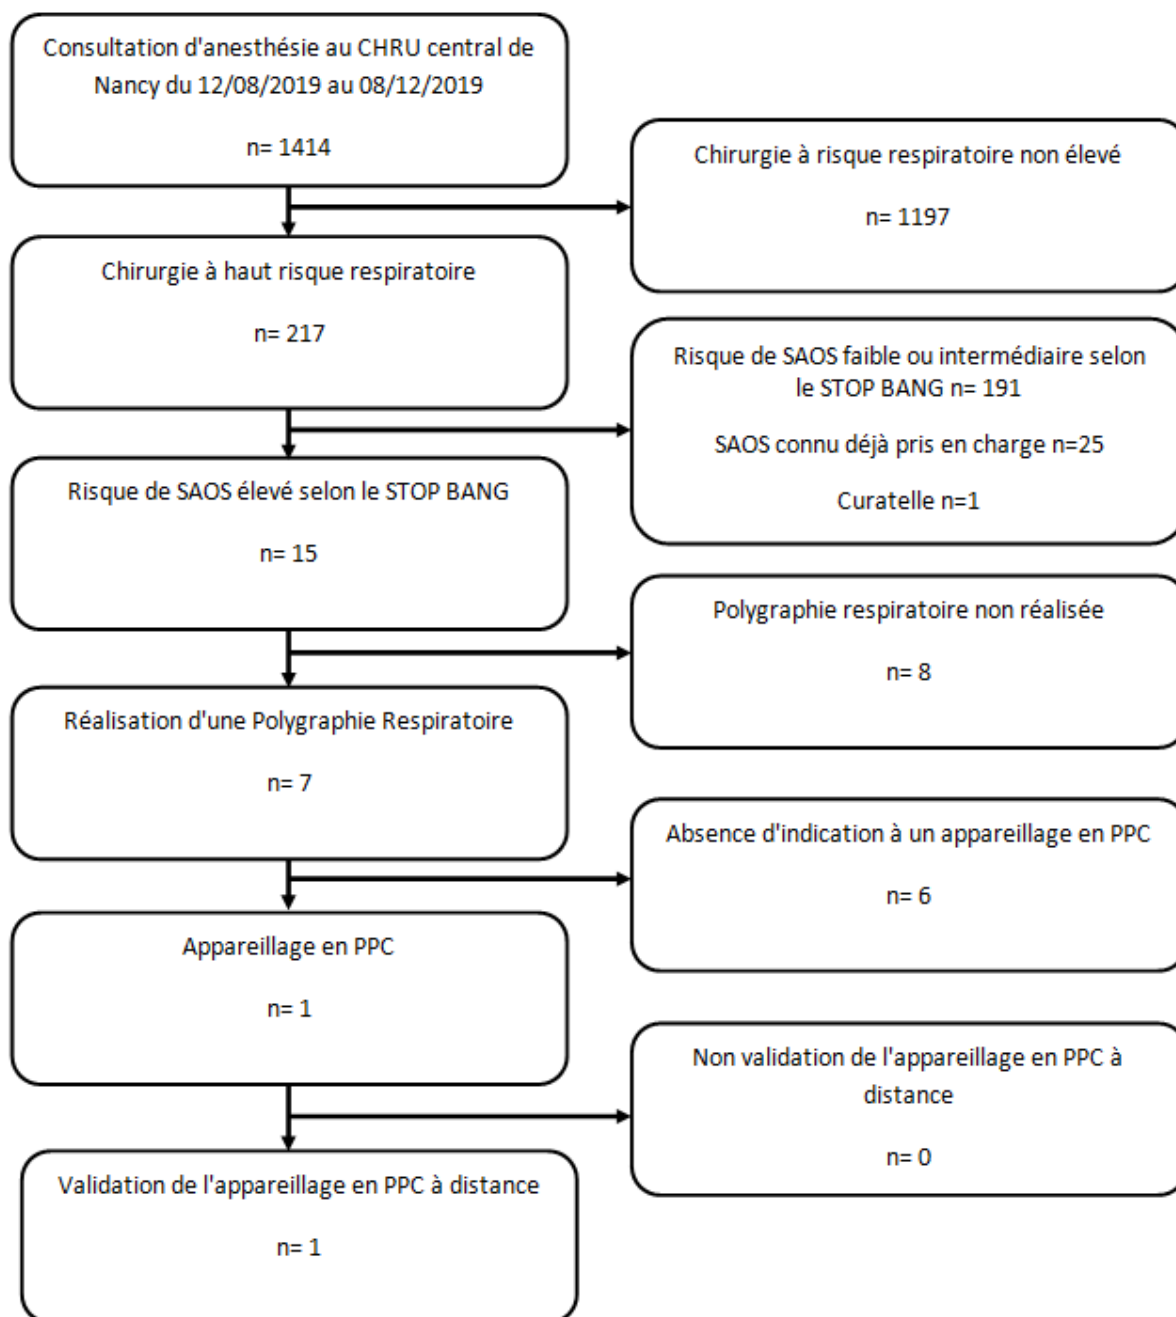 Consultation d'anesthésie au CHRU central de
Nancy du 12/08/2019 au 08/12/2019
n= 1414
Chirurgie à risque respiratoire non élevé
n= 1197
Chirurgie à haut risque respiratoire
n= 217
Risque de SAOS faible ou intermédiaire selon
le STOP BANG n= 191
SAOS connu déjà pris en charge n=25
Curatelle n=1
Risque de SAOS élevé selon le STOP BANG
n= 15
Polygraphie respiratoire non réalisée
n= 8
Réalisation d'une Polygraphie Respiratoire
n= 7
Absence d'indication à un appareillage en PPC
n= 6
Appareillage en PPC
n= 1
Non validation de l'appareillage en PPC à
distance
n= 0
Validation de l'appareillage en PPC à distance
n= 1